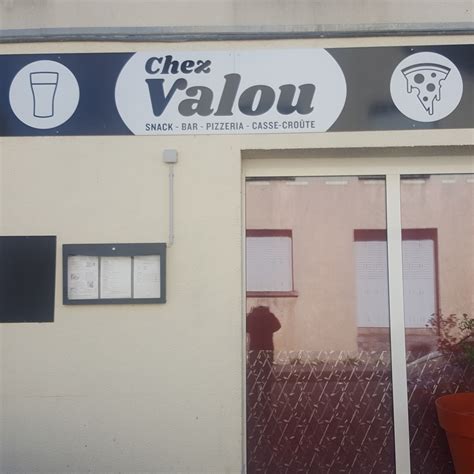 Chez
Valou
SNACK - BAR - PIZZERIA - CASSE-CROÛTE